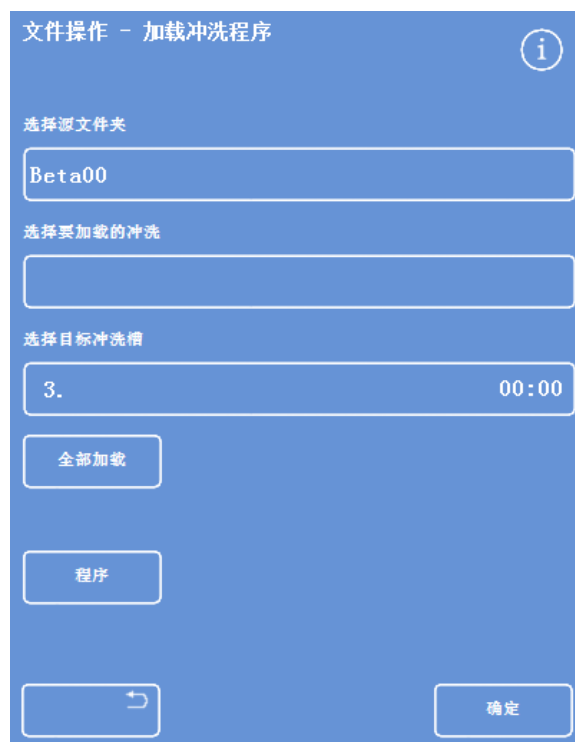 文件操作 - 加载冲洗程序
i
选择源文件夹
Beta00
选择要加载的冲洗
选择目标冲洗槽
3. 00:00
全部加载
程序
确定